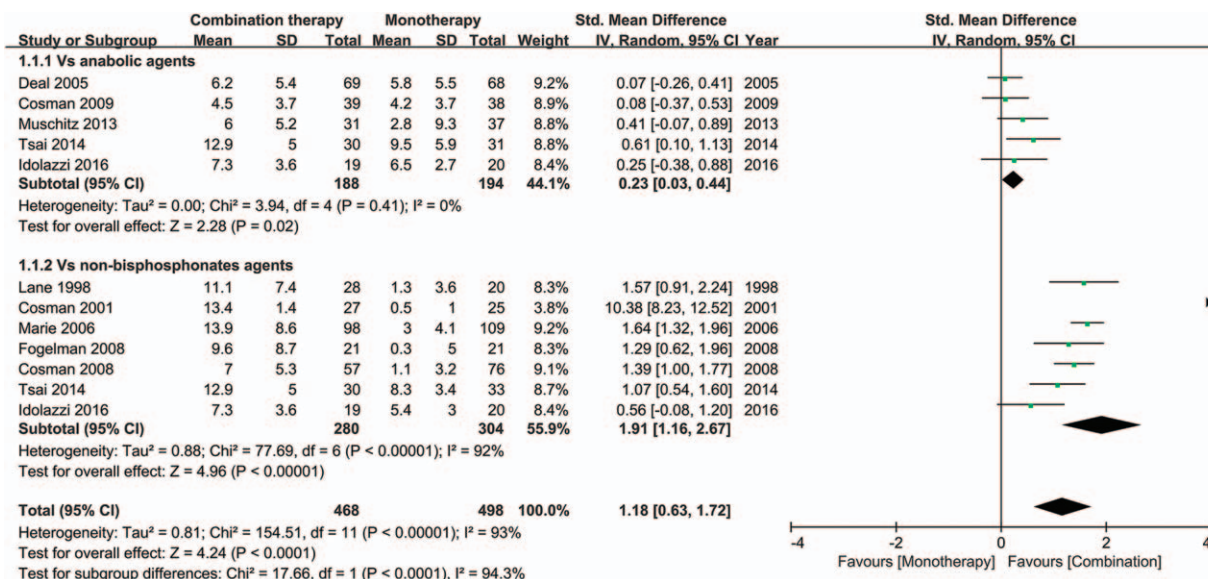 Combination therapy Monotherapy Std. Mean Difference Std. Mean Difference
Study or Subgroup Mean SD Total Mean SD Total Weight IV, Random, 95% CI Year IV, Random, 95% CI
1.1.1 Vs anabolic agents
Deal 2005 6.2 5.4 69 5.8 5.5 68 9.2% 0.07 [-0.26, 0.41] 2005
Cosman 2009 4.5 3.7 39 4.2 3.7 38 8.9% 0.08 [-0.37, 0.53] 2009
Muschitz 2013 6 5.2 31 2.8 9.3 37 8.8% 0.41 [-0.07, 0.89] 2013
Tsai 2014 12.9 5 30 9.5 5.9 31 8.8% 0.61 [0.10, 1.13] 2014
Idolazzi 2016 7.3 3.6 19 6.5 2.7 20 8.4% 0.25 [-0.38, 0.88] 2016
Subtotal (95% CI) 188 194 44.1% 0.23 [0.03, 0.44]
Heterogeneity: Tau² = 0.00; Chi² = 3.94, df = 4 (P = 0.41); I² = 0%
Test for overall effect: Z = 2.28 (P = 0.02)
1.1.2 Vs non-bisphosphonates agents
Lane 1998 11.1 7.4 28 1.3 3.6 20 8.3% 1.57 [0.91, 2.24] 1998
Cosman 2001 13.4 1.4 27 0.5 1 25 3.8% 10.38 [8.23, 12.52] 2001
Marie 2006 13.9 8.6 98 3 4.1 109 9.2% 1.64 [1.32, 1.96] 2006
Fogelman 2008 9.6 8.7 21 0.3 5 21 8.3% 1.29 [0.62, 1.96] 2008
Cosman 2008 7 5.3 57 1.1 3.2 76 9.1% 1.39 [1.00, 1.77] 2008
Tsai 2014 12.9 5 30 8.3 3.4 33 8.7% 1.07 [0.54, 1.60] 2014
Idolazzi 2016 7.3 3.6 19 5.4 3 20 8.4% 0.56 [-0.08, 1.20] 2016
Subtotal (95% CI) 280 304 55.9% 1.91 [1.16, 2.67]
Heterogeneity: Tau² = 0.88; Chi² = 77.69, df = 6 (P < 0.00001); I² = 92%
Test for overall effect: Z = 4.96 (P < 0.00001)
Total (95% CI) 468 498 100.0% 1.18 [0.63, 1.72]
Heterogeneity: Tau² = 0.81; Chi² = 154.51, df = 11 (P < 0.00001); I² = 93%
Test for overall effect: Z = 4.24 (P < 0.0001)
Test for subgroup differences: Chi² = 17.66, df = 1 (P < 0.0001), I² = 94.3%
-4 -2 0 2 4
Favours [Monotherapy] Favours [Combination]